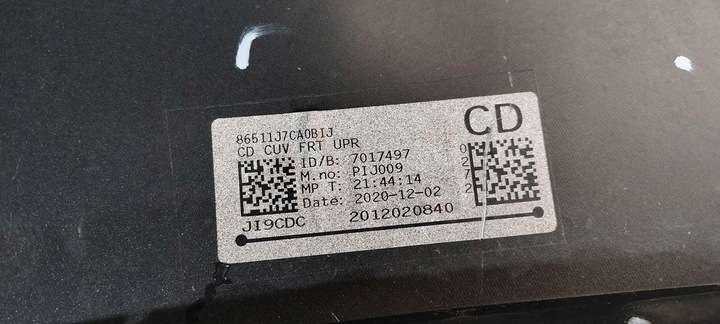 CD
86511J7CA0BIJ
CD CUV FRT UPR
ID/B: 7017497
M.no: PIJ009
MP T: 21:44:14
Date: 2020-12-02
0272
JI9CDC
2012020840